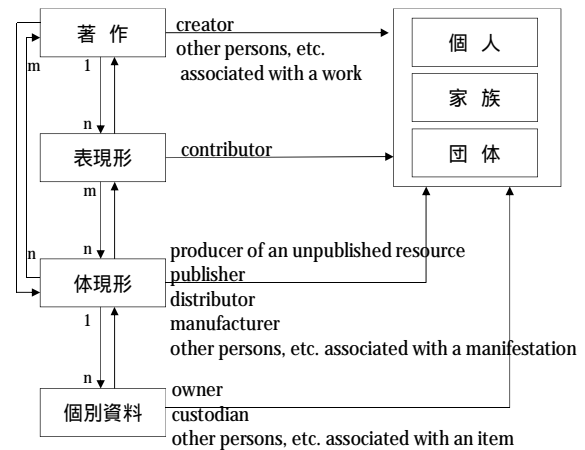 著 作
creator
other persons, etc.
associated with a work
個 人
家 族
団 体
m
1
n
表現形
contributor
m
n
n
体現形
producer of an unpublished resource
publisher
distributor
manufacturer
other persons, etc. associated with a manifestation
1
n
個別資料
owner
custodian
other persons, etc. associated with an item